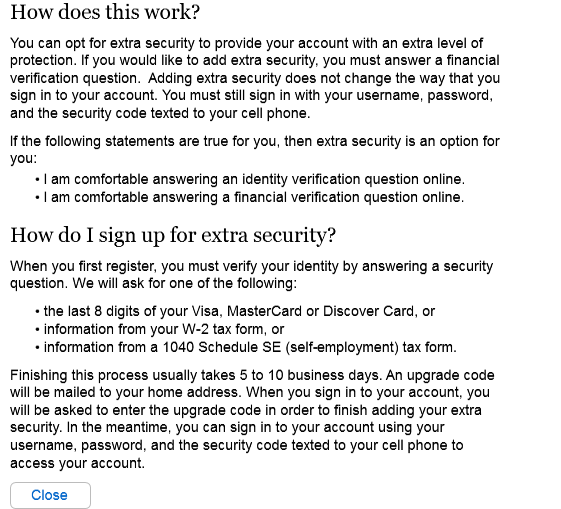 How does this work?
You can opt for extra security to provide your account with an extra level of
protection. If you would like to add extra security, you must answer a financial
verification question.  Adding extra security does not change the way that you
sign in to your account. You must still sign in with your username, password,
and the security code texted to your cell phone.
If the following statements are true for you, then extra security is an option for
you:
• I am comfortable answering an identity verification question online.
• I am comfortable answering a financial verification question online.
How do I sign up for extra security?
When you first register, you must verify your identity by answering a security
question. We will ask for one of the following:
• the last 8 digits of your Visa, MasterCard or Discover Card, or
• information from your W-2 tax form, or
• information from a 1040 Schedule SE (self-employment) tax form.
Finishing this process usually takes 5 to 10 business days. An upgrade code
will be mailed to your home address. When you sign in to your account, you
will be asked to enter the upgrade code in order to finish adding your extra
security. In the meantime, you can sign in to your account using your
username, password, and the security code texted to your cell phone to
access your account.
Close